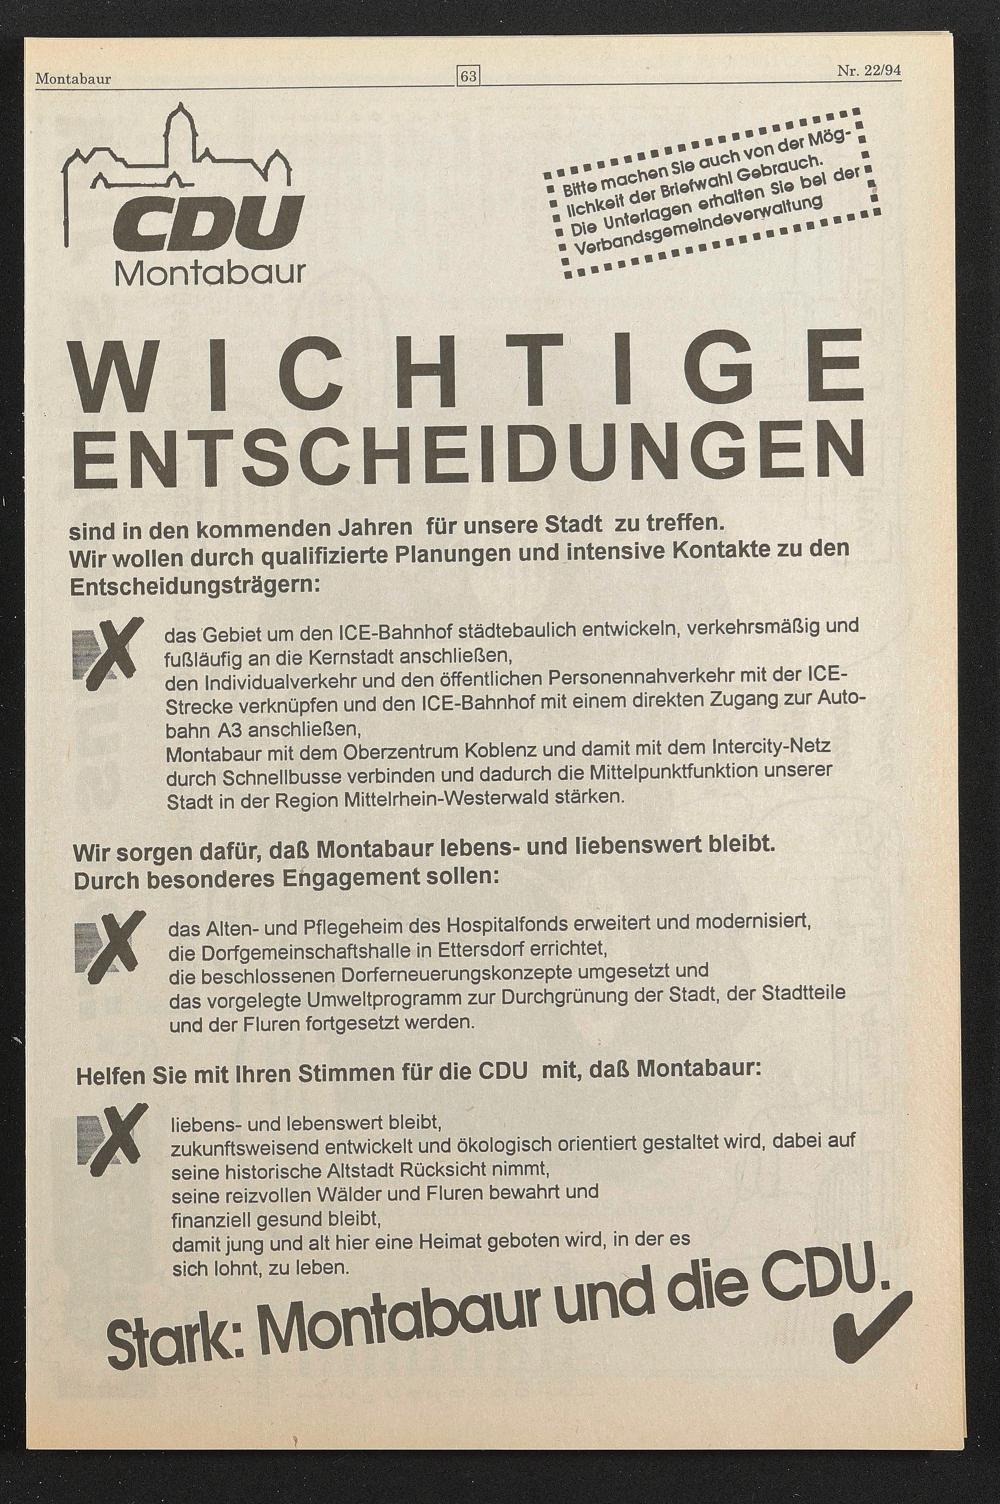 Montabaur
63
Nr. 22/94
CDU
Montabaur
Bitte machen Sie auch von der Mög-
lichkeit der Briefwahl Gebrauch.
Die Unterlagen erhalten Sie bei der
Verbandsgemeindeverwaltung
WICHTIGE
ENTSCHEIDUNGEN
sind in den kommenden Jahren für unsere Stadt zu treffen.
Wir wollen durch qualifizierte Planungen und intensive Kontakte zu den
Entscheidungsträgern:
das Gebiet um den ICE-Bahnhof städtebaulich entwickeln, verkehrsmäßig und
fußläufig an die Kernstadt anschließen,
den Individualverkehr und den öffentlichen Personennahverkehr mit der ICE-
Strecke verknüpfen und den ICE-Bahnhof mit einem direkten Zugang zur Auto-
bahn A3 anschließen,
Montabaur mit dem Oberzentrum Koblenz und damit mit dem Intercity-Netz
durch Schnellbusse verbinden und dadurch die Mittelpunktfunktion unserer
Stadt in der Region Mittelrhein-Westerwald stärken.
Wir sorgen dafür, daß Montabaur lebens- und liebenswert bleibt.
Durch besonderes Engagement sollen:
das Alten- und Pflegeheim des Hospitalfonds erweitert und modernisiert,
die Dorfgemeinschaftshalle in Ettersdorf errichtet,
die beschlossenen Dorferneuerungskonzepte umgesetzt und
das vorgelegte Umweltprogramm zur Durchgrünung der Stadt, der Stadtteile
und der Fluren fortgesetzt werden.
Helfen Sie mit Ihren Stimmen für die CDU mit, daß Montabaur:
liebens- und lebenswert bleibt,
zukunftsweisend entwickelt und ökologisch orientiert gestaltet wird, dabei auf
seine historische Altstadt Rücksicht nimmt,
seine reizvollen Wälder und Fluren bewahrt und
finanziell gesund bleibt,
damit jung und alt hier eine Heimat geboten wird, in der es
sich lohnt, zu leben.
Stark: Montabaur und die CDU.